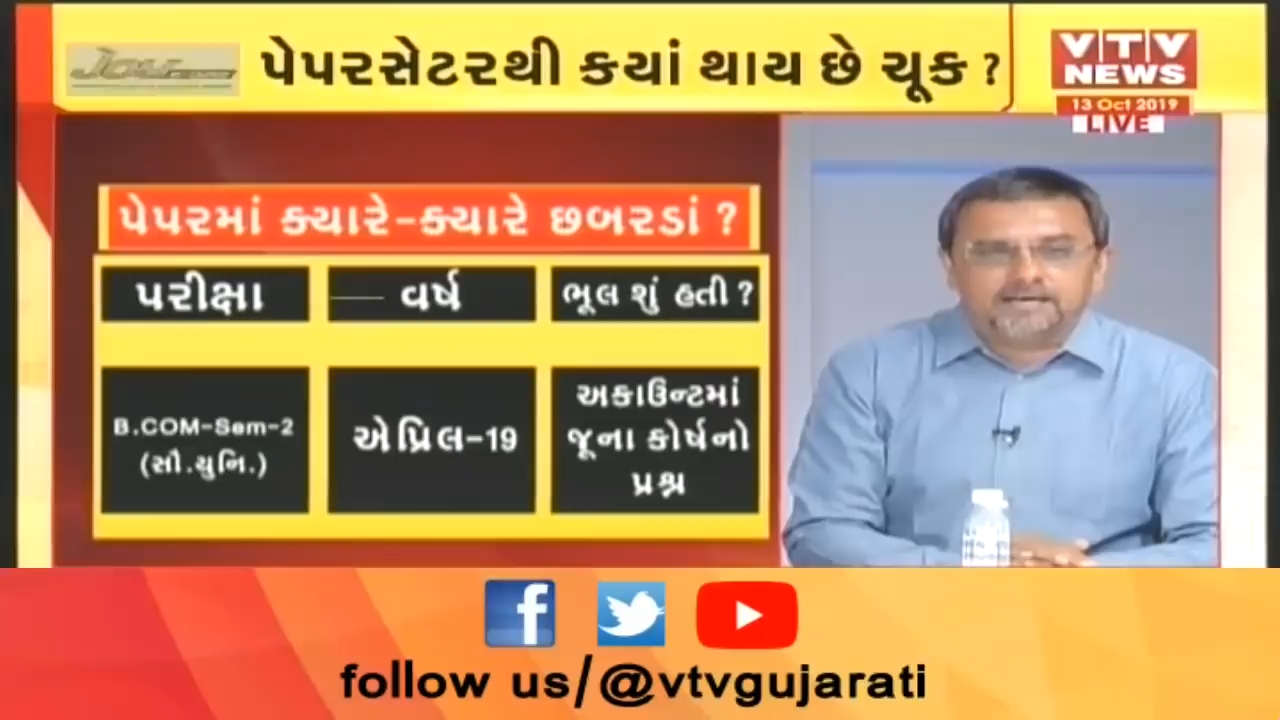 પેપરસેટરથી કયાં થાય છે ચૂક ?
VTV
NEWS
13 Oct 2019
LIVE
પેપરમાં ક્યારે-ક્યારે છબરડાં ?
પરીક્ષા
વર્ષ
ભૂલ શું હતી ?
B.COM-Sem-2
(સૌ.યુનિ.)
એપ્રિલ-19
અકાઉન્ટમાં
જૂના કોર્ષનો
પ્રશ્ન
follow us/@vtvgujarati